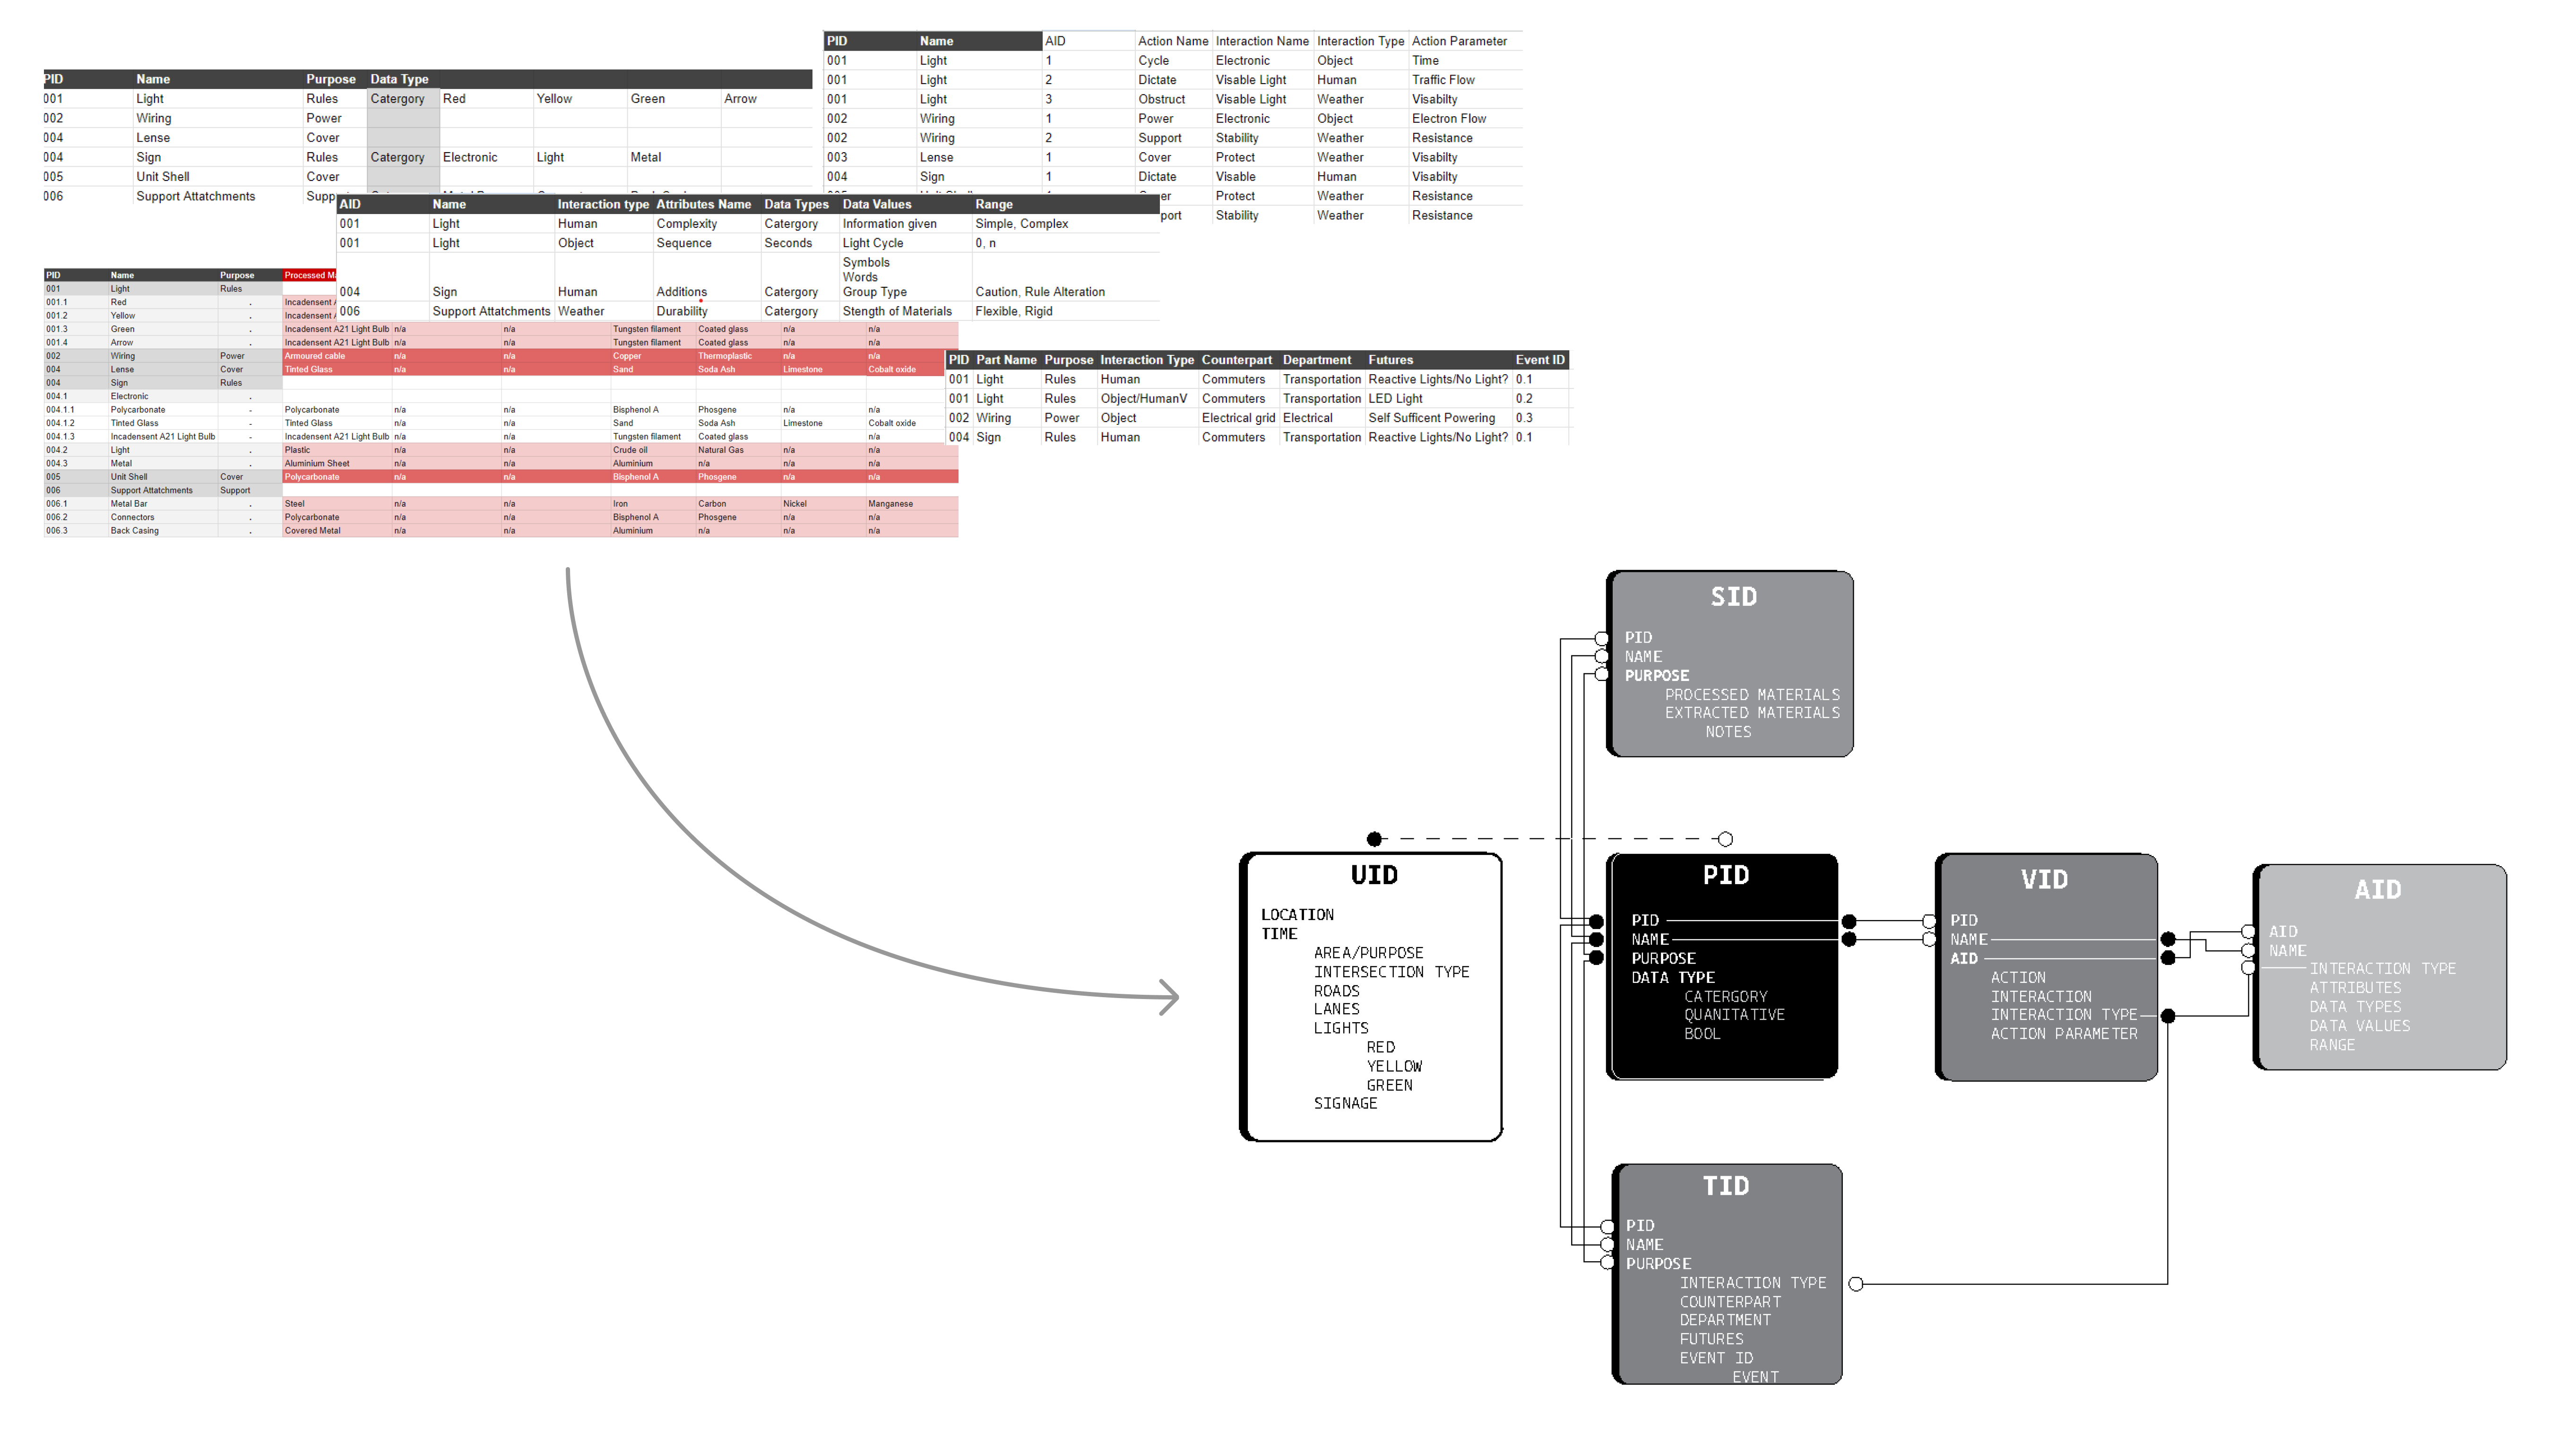 PID Name Purpose Data Type
001 Light Rules Catergory Red Yellow Green Arrow
002 Wiring Power
004 Lense Cover
004 Sign Rules Catergory Electronic Light Metal
005 Unit Shell Cover
006 Support Attatchments
PID Name AID Action Name Interaction Name Interaction Type Action Parameter
001 Light 1 Cycle Electronic Object Time
001 Light 2 Dictate Visable Light Human Traffic Flow
001 Light 3 Obstruct Visable Light Weather Visabilty
002 Wiring 1 Power Electronic Object Electron Flow
002 Wiring 2 Support Stability Weather Resistance
003 Lense 1 Cover Protect Weather Visabilty
004 Sign 1 Dictate Visable Human Visabilty
er Protect Weather Resistance
port Stability Weather Resistance
AID Name Interaction type Attributes Name Data Types Data Values Range
001 Light Human Complexity Catergory Information given Simple, Complex
001 Light Object Sequence Seconds Light Cycle 0, n
Symbols
Words
004 Sign Human Additions Catergory Group Type Caution, Rule Alteration
006 Support Attatchments Weather Durability Catergory Stength of Materials Flexible, Rigid
PID Name Purpose Processed M
001 Light Rules
001.1 Red . Incadensent
001.2 Yellow . Incadensent
001.3 Green . Incadensent A21 Light Bulb n/a n/a Tungsten filament Coated glass n/a n/a
001.4 Arrow . Incadensent A21 Light Bulb n/a n/a Tungsten filament Coated glass n/a n/a
002 Wiring Power Armoured cable n/a n/a Copper Thermoplastic n/a n/a
004 Lense Cover Tinted Glass n/a n/a Sand Soda Ash Limestone Cobalt oxide
004 Sign Rules
004.1 Electronic .
004.1.1 Polycarbonate - Polycarbonate n/a n/a Bisphenol A Phosgene n/a n/a
004.1.2 Tinted Glass - Tinted Glass n/a n/a Sand Soda Ash Limestone Cobalt oxide
004.1.3 Incadensent A21 Light Bulb - Incadensent A21 Light Bulb n/a n/a Tungsten filament Coated glass n/a
004.2 Light . Plastic n/a n/a Crude oil Natural Gas n/a n/a
004.3 Metal . Aluminium Sheet n/a n/a Aluminium n/a n/a n/a
005 Unit Shell Cover Polycarbonate n/a n/a Bisphenol A Phosgene n/a n/a
006 Support Attatchments Support
006.1 Metal Bar . Steel n/a n/a Iron Carbon Nickel Manganese
006.2 Connectors . Polycarbonate n/a n/a Bisphenol A Phosgene n/a n/a
006.3 Back Casing . Covered Metal n/a n/a Aluminium n/a n/a n/a
PID Part Name Purpose Interaction Type Counterpart Department Futures Event ID
001 Light Rules Human Commuters Transportation Reactive Lights/No Light? 0.1
001 Light Rules Object/HumanV Commuters Transportation LED Light 0.2
002 Wiring Power Object Electrical grid Electrical Self Sufficent Powering 0.3
004 Sign Rules Human Commuters Transportation Reactive Lights/No Light? 0.1
SID
PID
NAME
PURPOSE
PROCESSED MATERIALS
EXTRACTED MATERIALS
NOTES
UID
LOCATION
TIME
AREA/PURPOSE
INTERSECTION TYPE
ROADS
LANES
LIGHTS
RED
YELLOW
GREEN
SIGNAGE
PID
PID
NAME
PURPOSE
DATA TYPE
CATERGORY
QUANITATIVE
BOOL
VID
PID
NAME
AID
ACTION
INTERACTION
INTERACTION TYPE
ACTION PARAMETER
AID
AID
NAME
INTERACTION TYPE
ATTRIBUTES
DATA TYPES
DATA VALUES
RANGE
TID
PID
NAME
PURPOSE
INTERACTION TYPE
COUNTERPART
DEPARTMENT
FUTURES
EVENT ID
EVENT